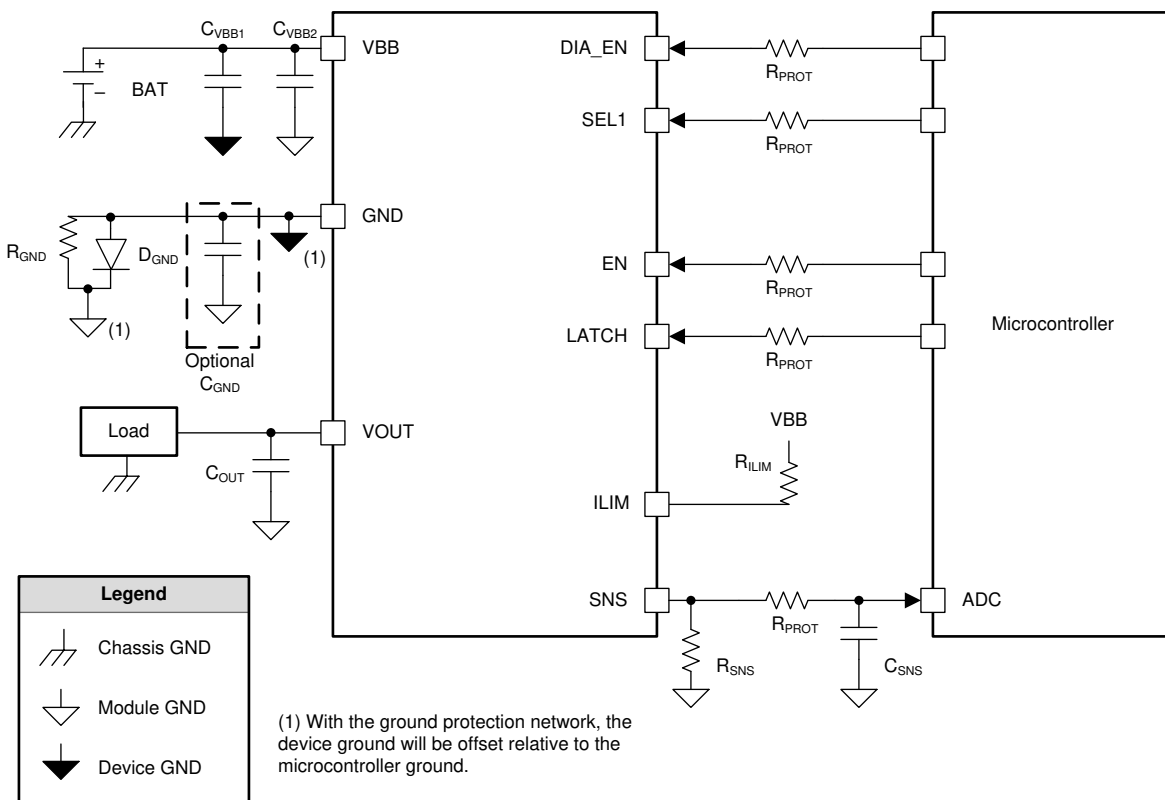 CVBB1 CVBB2
VBB
DIA_EN
RPROT
+
–
BAT
SEL1
RPROT
GND
RGND
DGND
(1)
(1)
Optional
CGND
EN
RPROT
LATCH
RPROT
Microcontroller
Load
VOUT
COUT
VBB
RILIM
ILIM
SNS
RPROT
ADC
RSNS
CSNS
Legend
Chassis GND
Module GND
Device GND
(1) With the ground protection network, the
device ground will be offset relative to the
microcontroller ground.